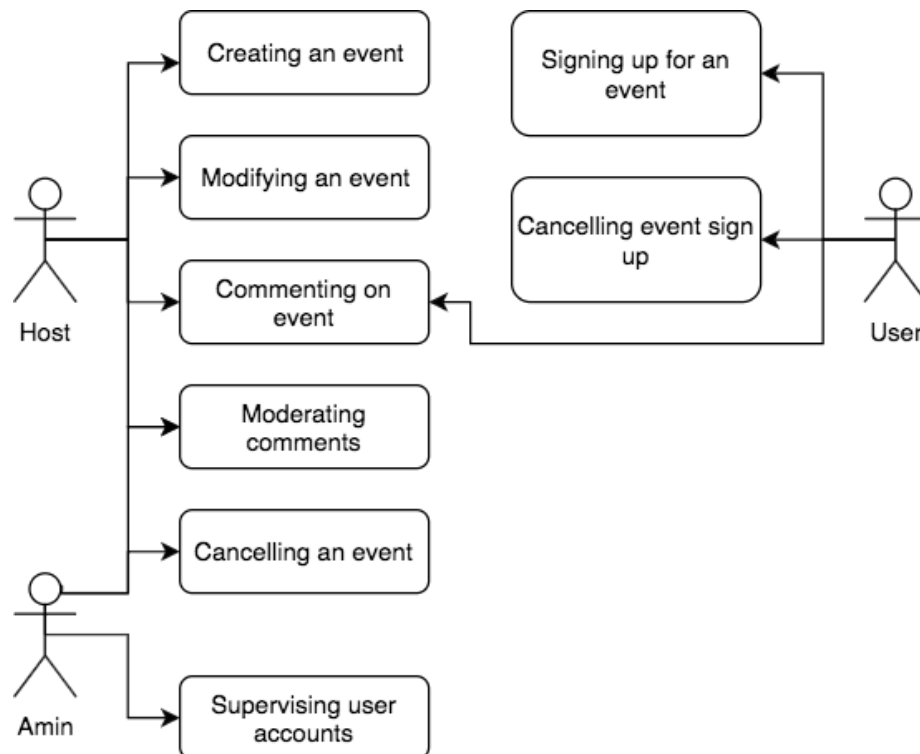 Creating an event
Signing up for an
event
Modifying an event
Cancelling event sign
up
Commenting on
event
Host
User
Moderating
comments
Cancelling an event
Amin
Supervising user
accounts